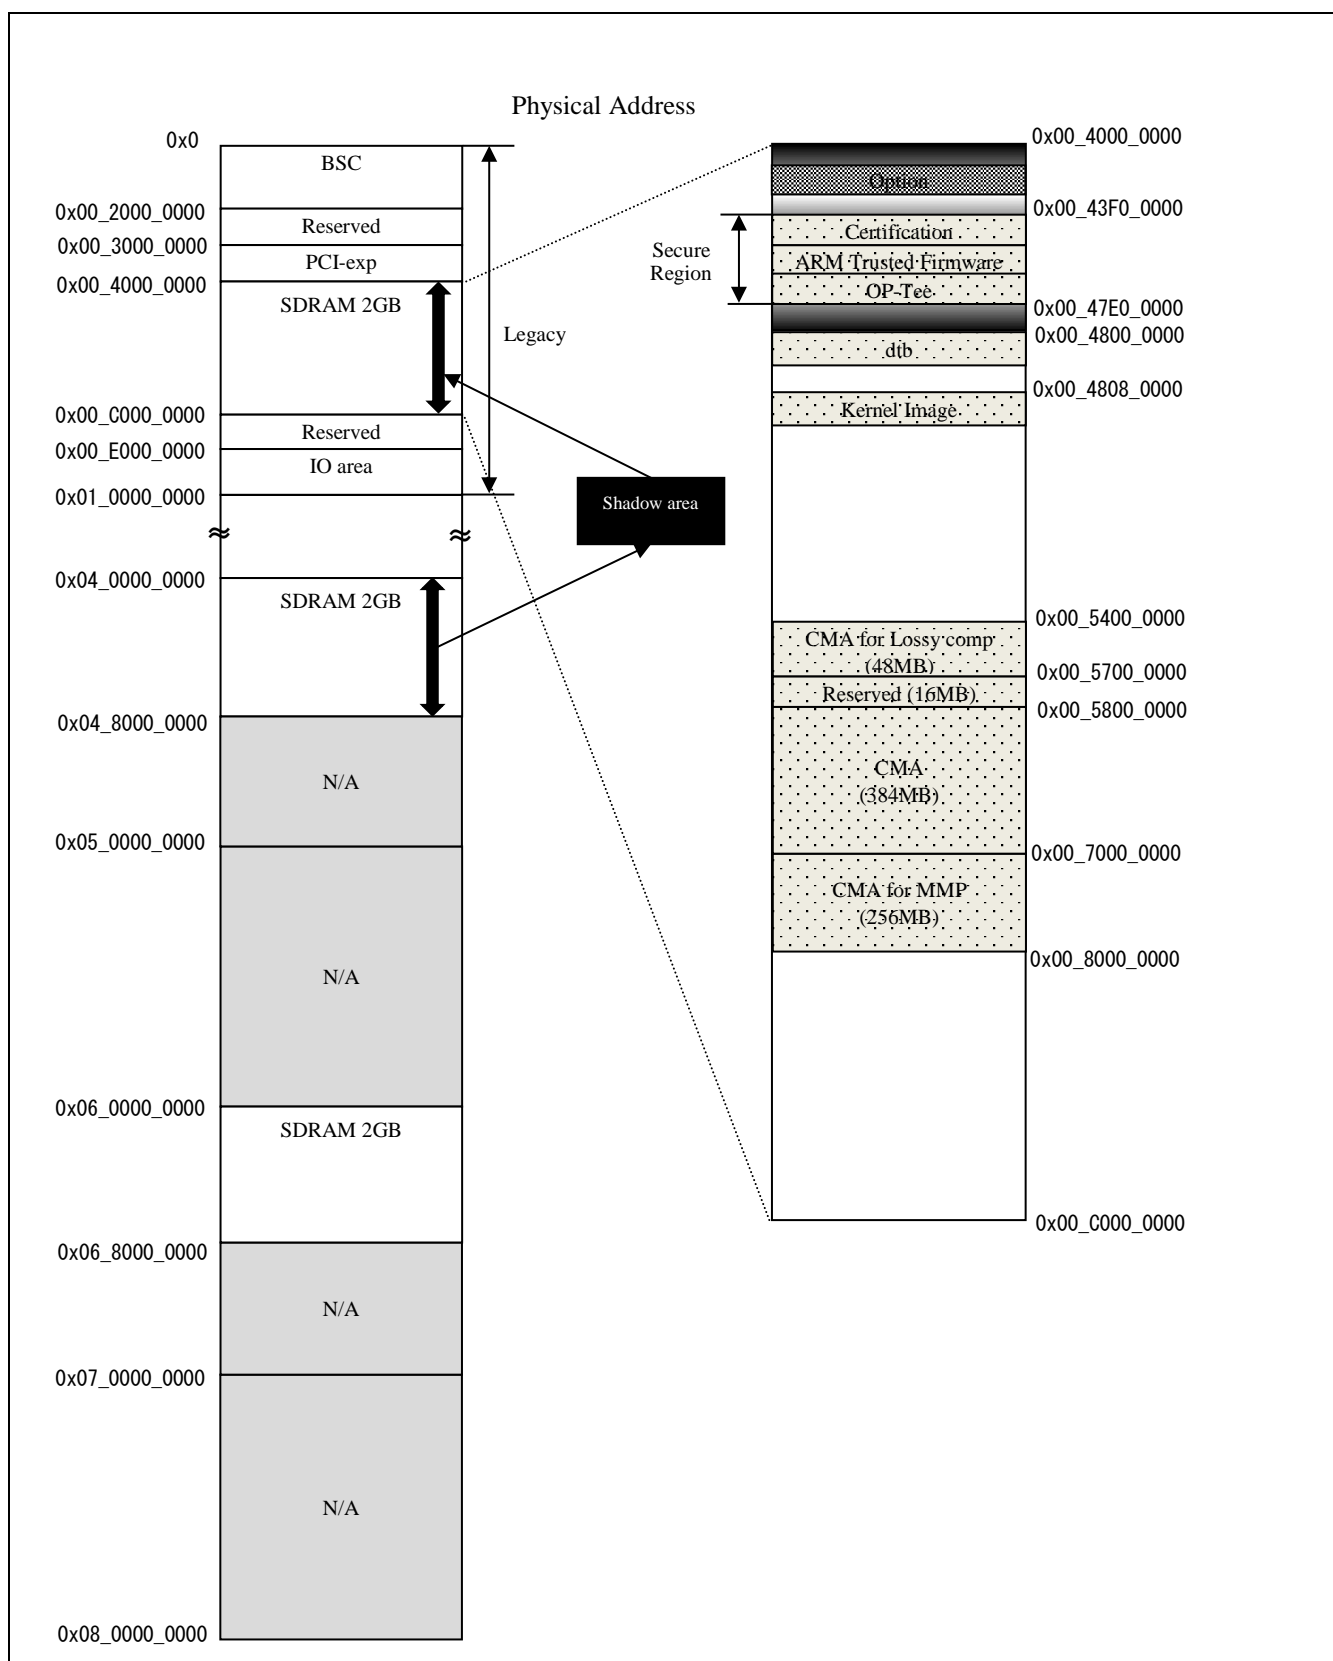 Physical Address
0x0
BSC
0x00_2000_0000
Reserved
0x00_3000_0000
PCI-exp
0x00_4000_0000
SDRAM 2GB
Legacy
0x00_C000_0000
Reserved
0x00_E000_0000
IO area
0x01_0000_0000
Shadow area
0x04_0000_0000
SDRAM 2GB
0x04_8000_0000
N/A
0x05_0000_0000
N/A
0x06_0000_0000
SDRAM 2GB
0x06_8000_0000
N/A
0x07_0000_0000
N/A
0x08_0000_0000
0x00_4000_0000
Option
0x00_43F0_0000
Secure
Region
Certification
ARM Trusted Firmware
OP-Tee
0x00_47E0_0000
0x00_4800_0000
dtb
0x00_4808_0000
Kernel Image
0x00_5400_0000
CMA for Lossy comp
(48MB)
0x00_5700_0000
Reserved (16MB)
0x00_5800_0000
CMA
(384MB)
0x00_7000_0000
CMA for MMP
(256MB)
0x00_8000_0000
0x00_C000_0000